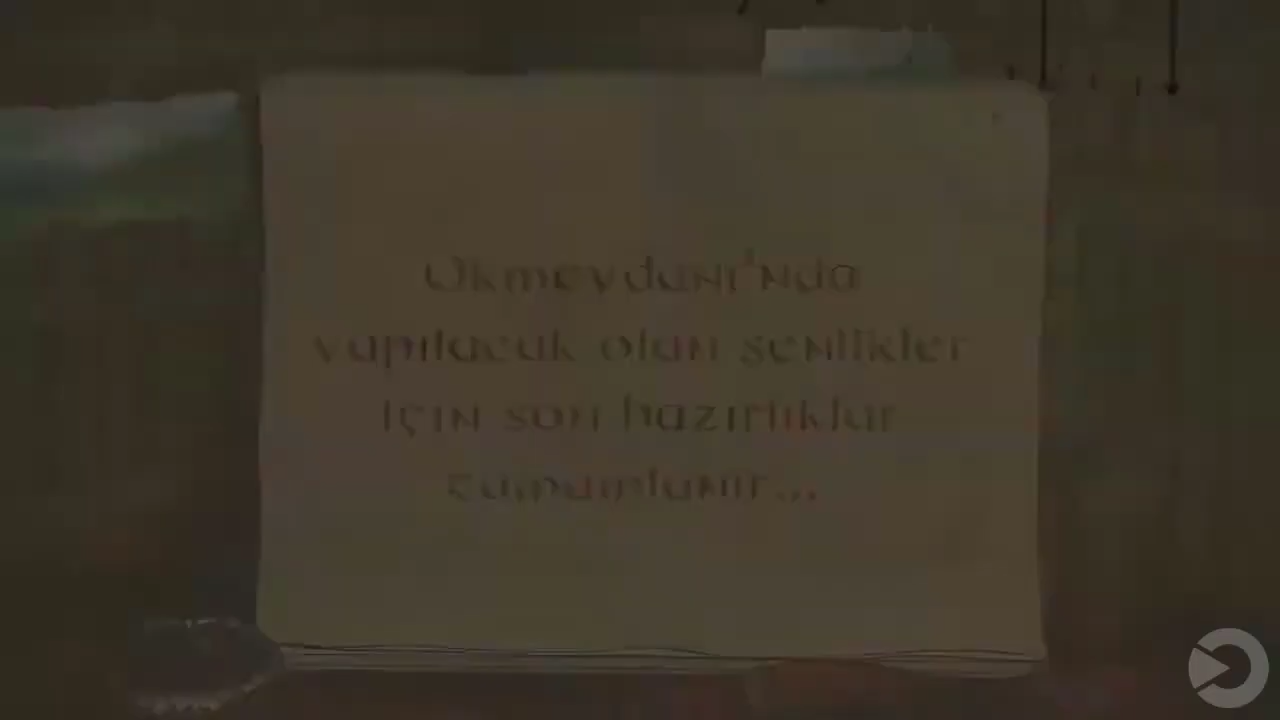 Okmeydanı'nda
yapılacak olan şenlikler
için son hazırlıklar
tamamlanır...